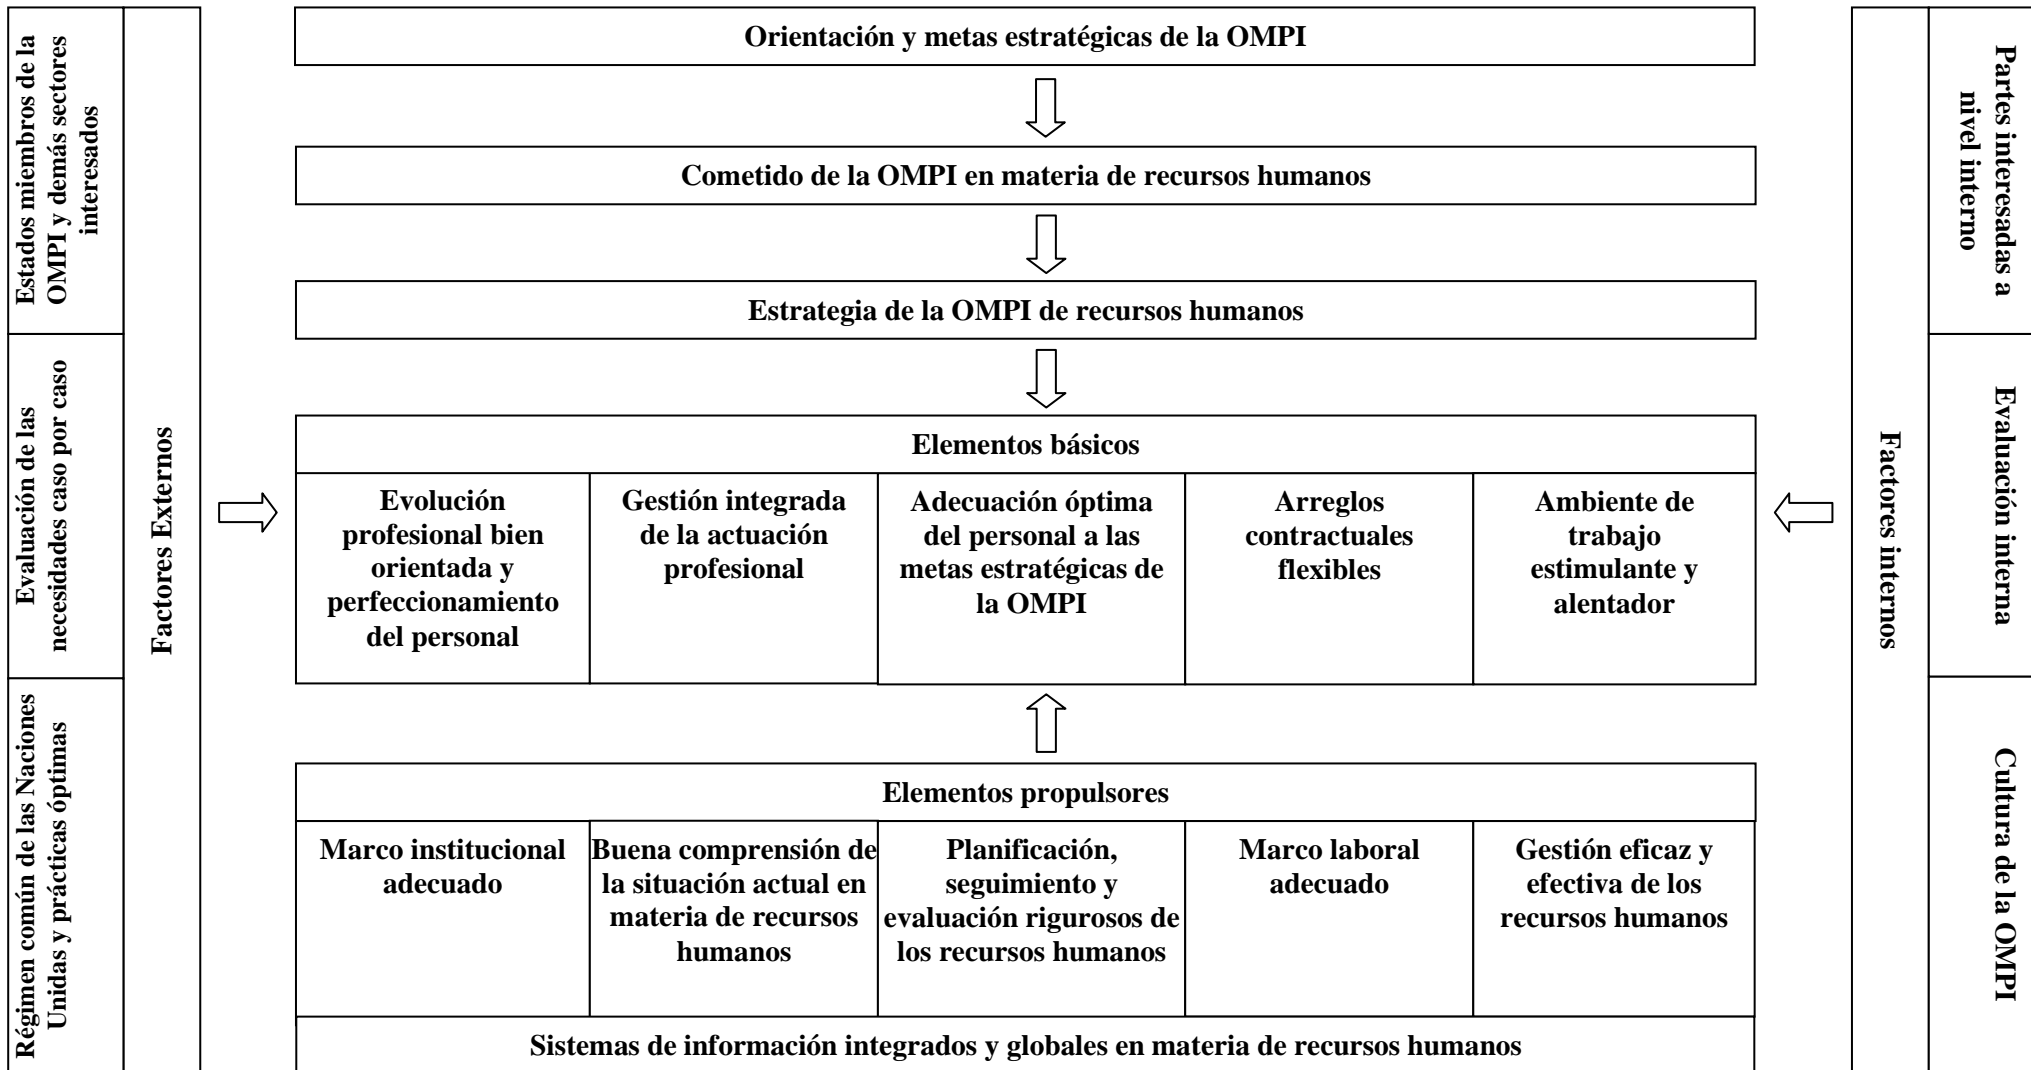 Estados miembros de la
OMPI y demás sectores
interesados
Evaluación de las
necesidades caso por caso
Régimen común de las Naciones
Unidas y prácticas óptimas
Factores Externos
Orientación y metas estratégicas de la OMPI
Cometido de la OMPI en materia de recursos humanos
Estrategia de la OMPI de recursos humanos
Elementos básicos
Evolución
profesional bien
orientada y
perfeccionamiento
del personal
Gestión integrada
de la actuación
profesional
Adecuación óptima
del personal a las
metas estratégicas de
la OMPI
Arreglos
contractuales
flexibles
Ambiente de
trabajo
estimulante y
alentador
Elementos propulsores
Marco institucional
adecuado
Buena comprensión de
la situación actual en
materia de recursos
humanos
Planificación,
seguimiento y
evaluación rigurosos de
los recursos humanos
Marco laboral
adecuado
Gestión eficaz y
efectiva de los
recursos humanos
Sistemas de información integrados y globales en materia de recursos humanos
Factores internos
Partes interesadas a
nivel interno
Evaluación interna
Cultura de la OMPI